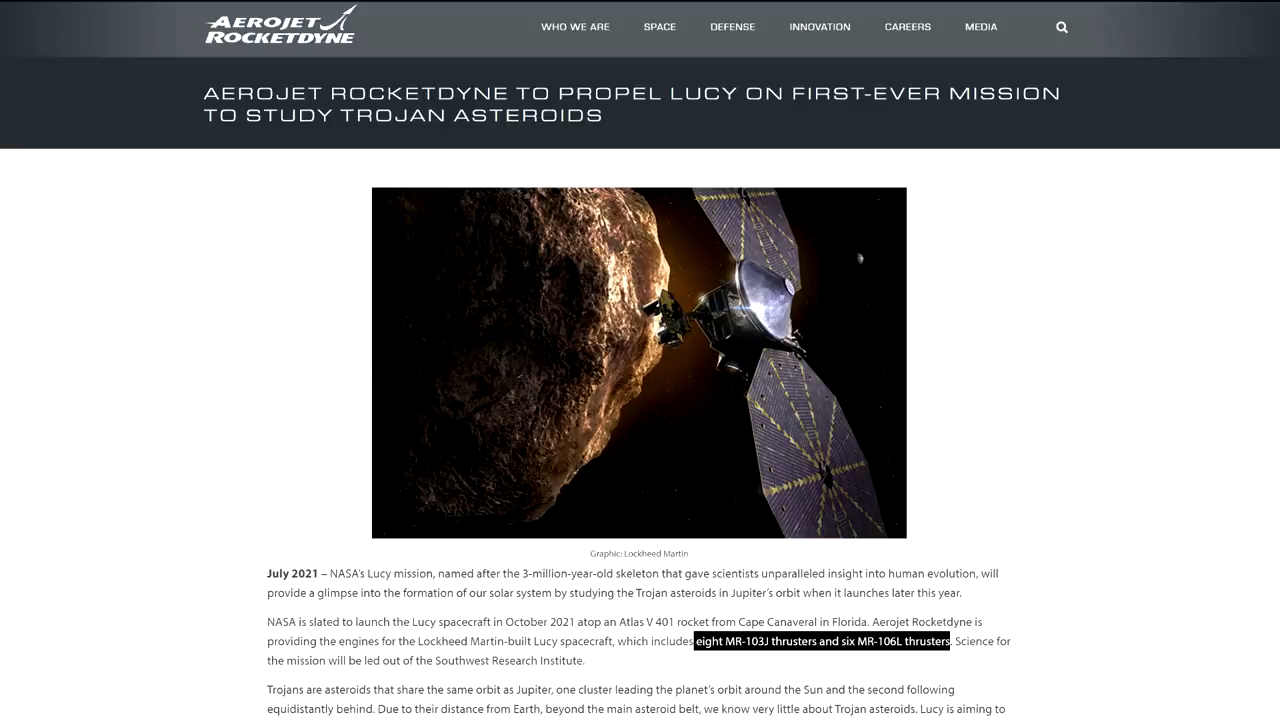 AEROJET
ROCKETDYNE
WHO WE ARE
SPACE
DEFENSE
INNOVATION
CAREERS
MEDIA
AEROJET ROCKETDYNE TO PROPEL LUCY ON FIRST-EVER MISSION
TO STUDY TROJAN ASTEROIDS
Graphic: Lockheed Martin
July 2021 – NASA's Lucy mission, named after the 3-million-year-old skeleton that gave scientists unparalleled insight into human evolution, will
provide a glimpse into the formation of our solar system by studying the Trojan asteroids in Jupiter's orbit when it launches later this year.
NASA is slated to launch the Lucy spacecraft in October 2021 atop an Atlas V 401 rocket from Cape Canaveral in Florida. Aerojet Rocketdyne is
providing the engines for the Lockheed Martin-built Lucy spacecraft, which includes eight MR-103J thrusters and six MR-106L thrusters. Science for
the mission will be led out of the Southwest Research Institute.
Trojans are asteroids that share the same orbit as Jupiter, one cluster leading the planet's orbit around the Sun and the second following
equidistantly behind. Due to their distance from Earth, beyond the main asteroid belt, we know very little about Trojan asteroids. Lucy is aiming to